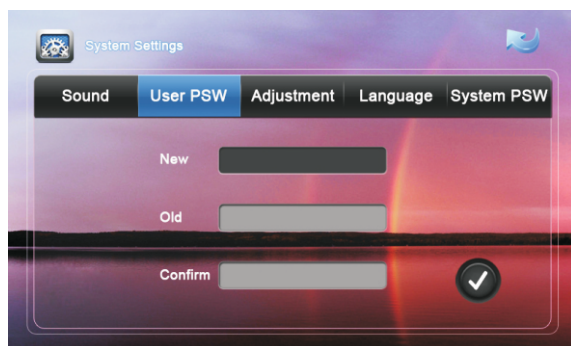 System Settings
Sound User PSW Adjustment Language System PSW
New
Old
Confirm